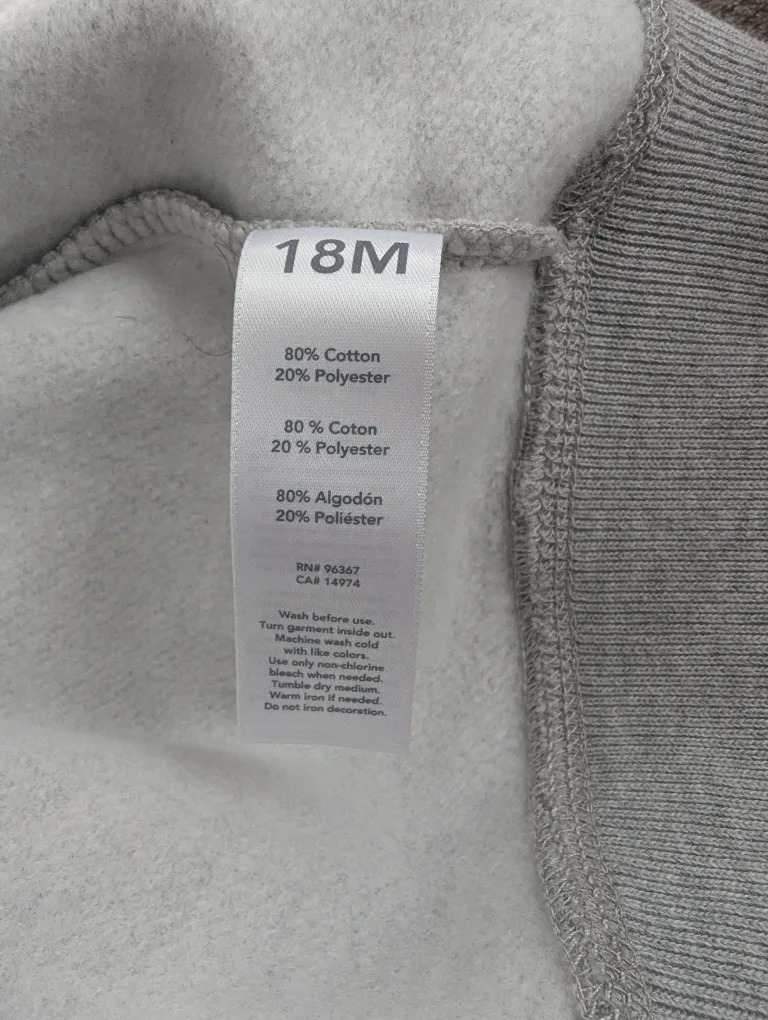 18M
80% Cotton
20% Polyester
80 % Coton
20 % Polyester
80% Algodón
20% Poliéster
RN# 96367
CA# 14974
Wash before use.
Turn garment inside out.
Machine wash cold
with like colors.
Use only non-chlorine
bleach when needed.
Tumble dry medium.
Warm iron if needed.
Do not iron decoration.